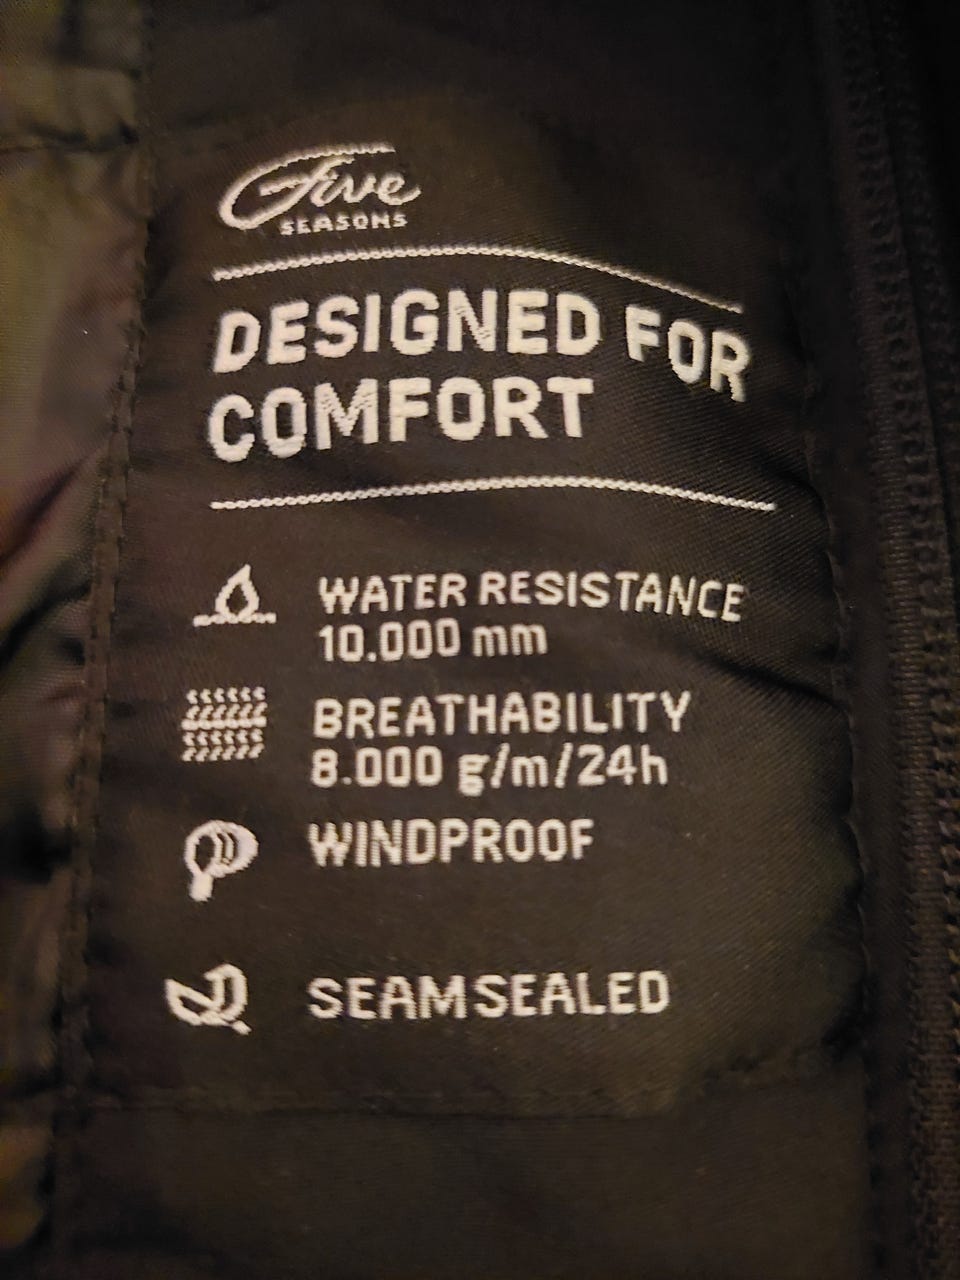 Five
SEASONS
DESIGNED FOR
COMFORT
WATER RESISTANCE
10.000 mm
BREATHABILITY
8.000 g/m/24h
WINDPROOF
SEAMSEALED